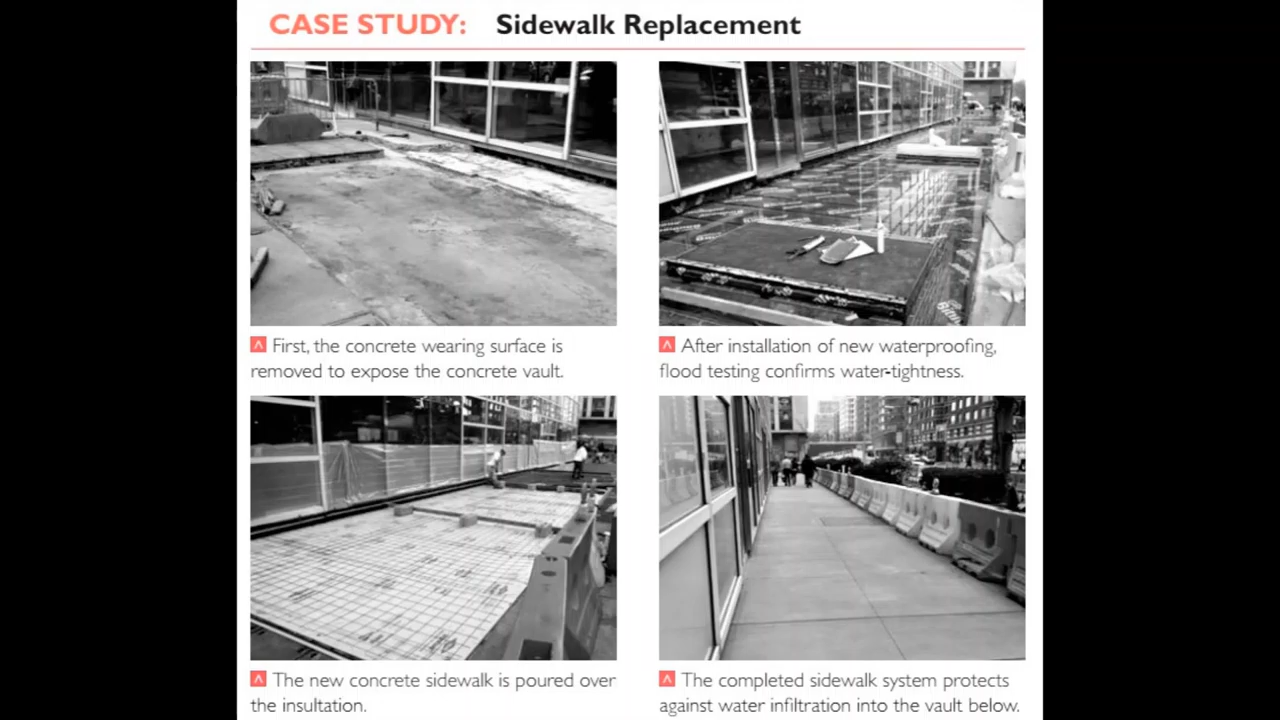 CASE STUDY: Sidewalk Replacement
First, the concrete wearing surface is
removed to expose the concrete vault.
After installation of new waterproofing,
flood testing confirms water-tightness.
The new concrete sidewalk is poured over
the insultation.
The completed sidewalk system protects
against water infiltration into the vault below.